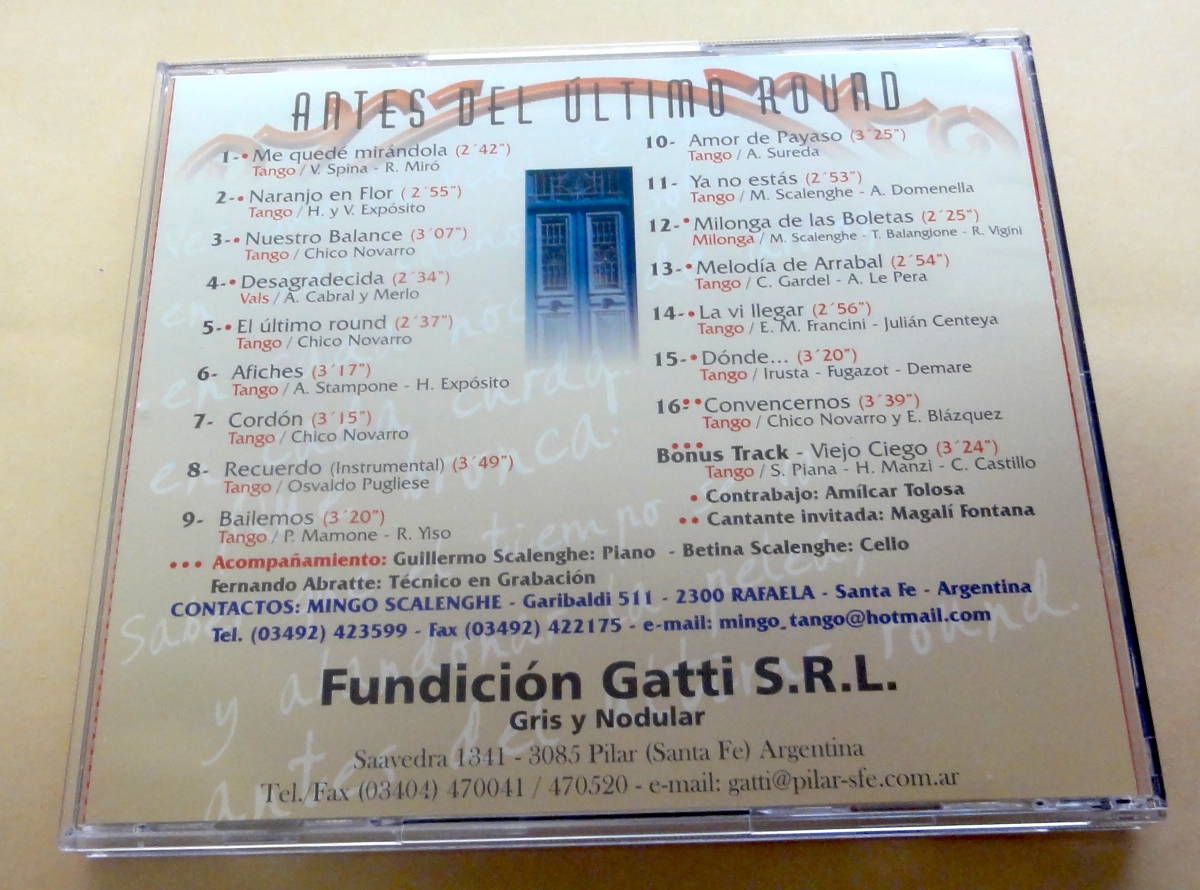 ANTES DEL ÚLTIMO ROUND
1-• Me quedé mirándola (2´42")
Tango / V. Spina - R. Miró
2-• Naranjo en Flor ( 2´55")
Tango / H. y V. Expósito
3-• Nuestro Balance (3´07")
Tango / Chico Novarro
4-• Desagradecida (2´34")
Vals / A. Cabral y Merlo
5-• El último round (2´37")
Tango / Chico Novarro
6- Afiches (3´17")
Tango / A. Stampone - H. Expósito
7- Cordón (3´15")
Tango / Chico Novarro
8- Recuerdo (Instrumental) (3´49")
Tango / Osvaldo Pugliese
9- Bailemos (3´20")
Tango / P. Mamone - R. Yiso
10- Amor de Payaso (3´25")
Tango / A. Sureda
11- Ya no estás (2´53")
Tango / M. Scalenghe - A. Domenella
12-• Milonga de las Boletas (2´25")
Milonga / M. Scalenghe - T. Balangione - R. Vigini
13-• Melodía de Arrabal (2´54")
Tango / C. Gardel - A. Le Pera
14-• La vi llegar (2´56")
Tango / E. M. Francini - Julián Centeya
15-• Dónde... (3´20")
Tango / Irusta - Fugazot - Demare
16-•• Convencernos (3´39")
Tango / Chico Novarro y E. Blázquez
••• Bonus Track - Viejo Ciego (3´24")
Tango / S. Piana - H. Manzi - C. Castillo
• Contrabajo: Amílcar Tolosa
•• Cantante invitada: Magalí Fontana
••• Acompañamiento: Guillermo Scalenghe: Piano - Betina Scalenghe: Cello
Fernando Abratte: Técnico en Grabación
CONTACTOS: MINGO SCALENGHE - Garibaldi 511 - 2300 RAFAELA - Santa Fe - Argentina
Tel. (03492) 423599 - Fax (03492) 422175 - e-mail: mingo_tango@hotmail.com
Fundición Gatti S.R.L.
Gris y Nodular
Saavedra 1341 - 3085 Pilar (Santa Fe) Argentina
Tel./Fax (03404) 470041 / 470520 - e-mail: gatti@pilar-sfe.com.ar